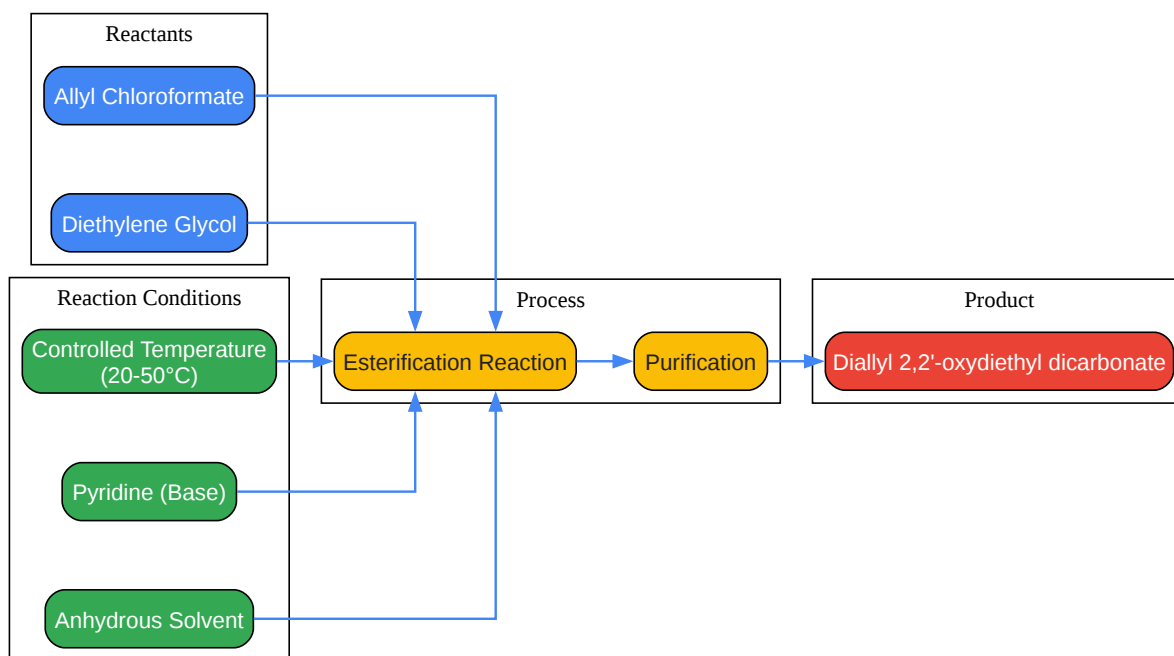 Reactants
Allyl Chloroformate
Diethylene Glycol
Reaction Conditions
Controlled Temperature
(20-50°C)
Pyridine (Base)
Anhydrous Solvent
Process
Esterification Reaction
Purification
Product
Diallyl 2,2'-oxydiethyl dicarbonate